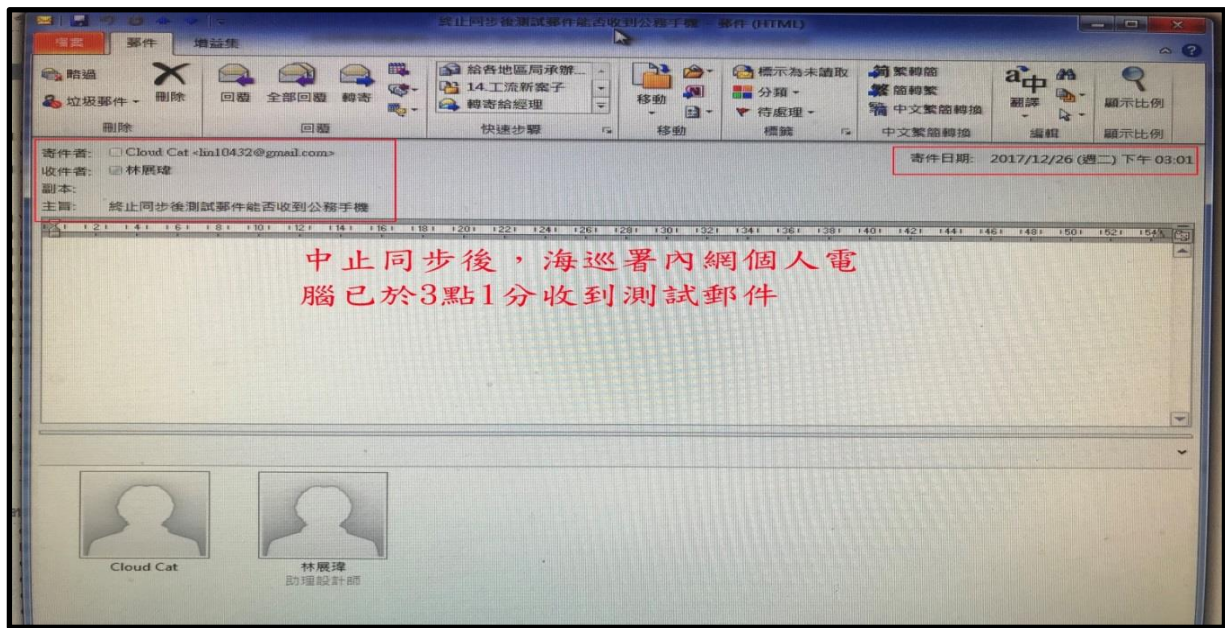 終止同步後測試郵件能否收到公務手機 - 郵件 (HTML)
檔案 郵件 增益集
略過
垃圾郵件
刪除
回覆 全部回覆 轉寄
給各地區局承辦...
14.工流新案子
轉寄給經理
移動
標示為未讀取
分類
待處理
繁轉簡
簡轉繁
中文繁簡轉換
翻譯
顯示比例
刪除 回覆 快速步驟 移動 標籤 中文繁簡轉換 編輯 顯示比例
寄件者: Cloud Cat <lin10432@gmail.com>
寄件日期: 2017/12/26 (週二) 下午 03:01
收件者: 林展瑋
副本:
主旨: 終止同步後測試郵件能否收到公務手機
中止同步後，海巡署內網個人電
腦已於3點1分收到測試郵件
Cloud Cat
林展瑋
助理設計師